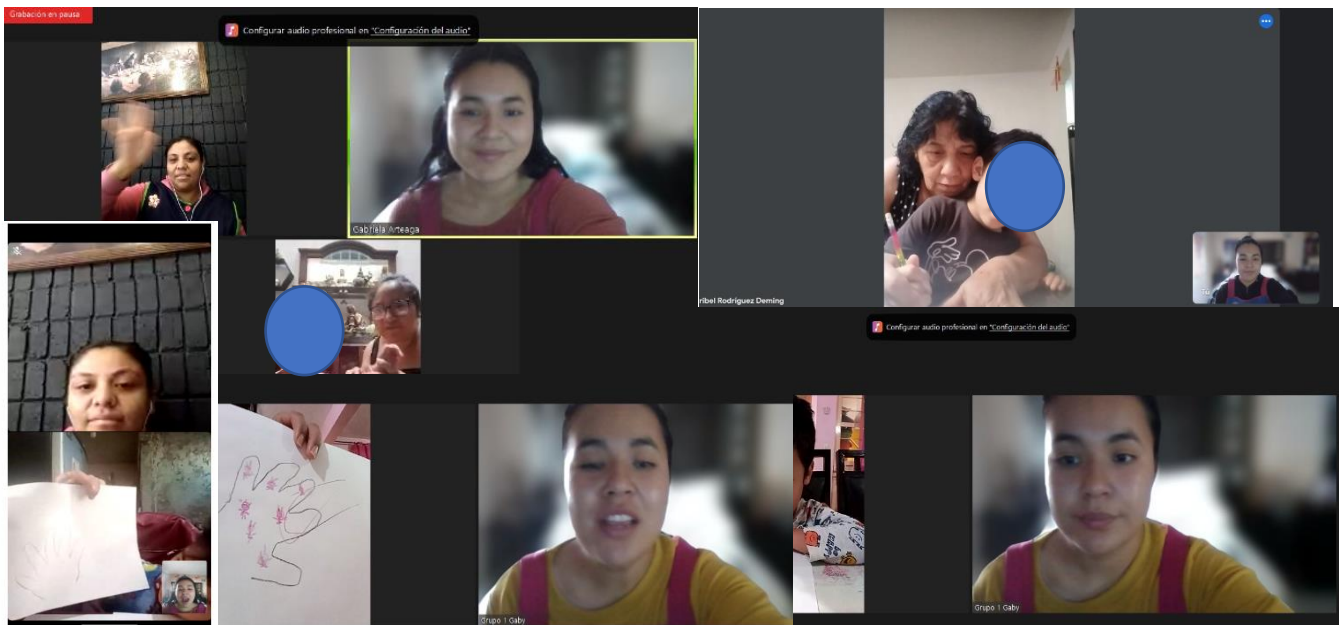 Grabación en pausa
Configurar audio profesional en "Configuración del audio"
Gabriela Arteaga
ribel Rodríguez Deming
Configurar audio profesional en "Configuración del audio"
Grupo 1 Gaby
Grupo 1 Gaby